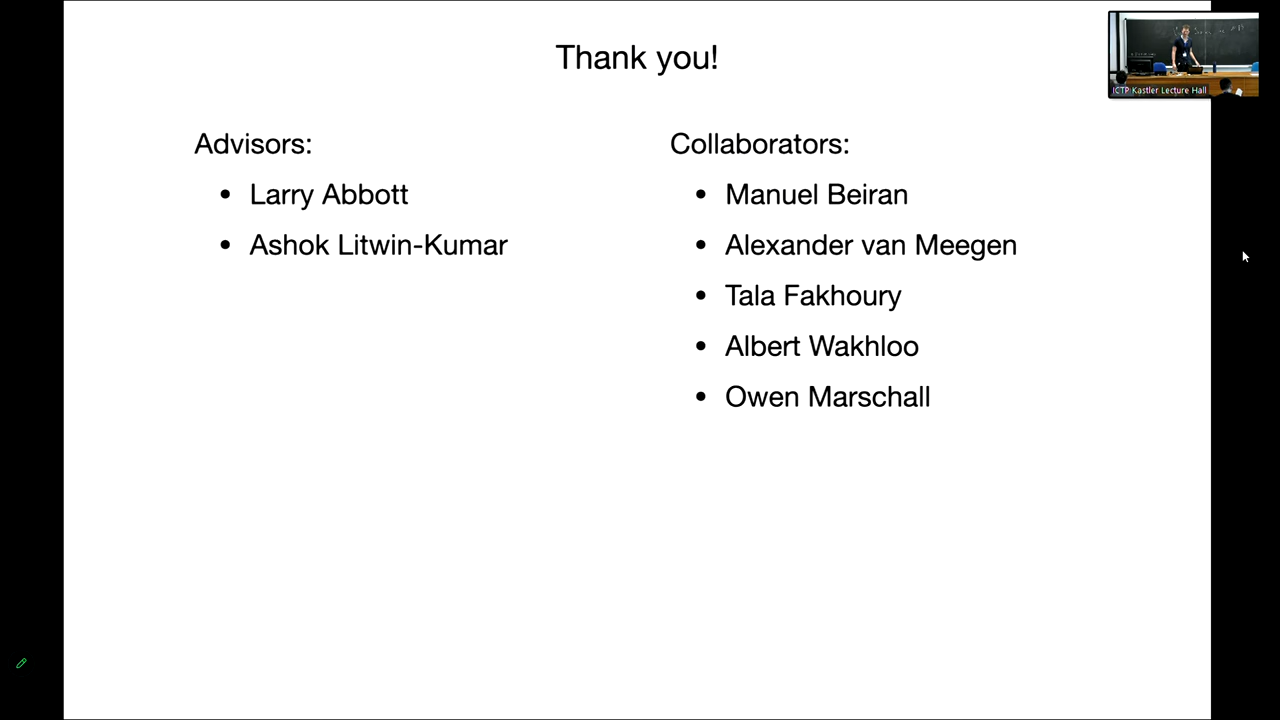 Thank you!
ICTP Kastler Lecture Hall
Advisors:
• Larry Abbott
• Ashok Litwin-Kumar
Collaborators:
• Manuel Beiran
• Alexander van Meegen
• Tala Fakhoury
• Albert Wakhloo
• Owen Marschall